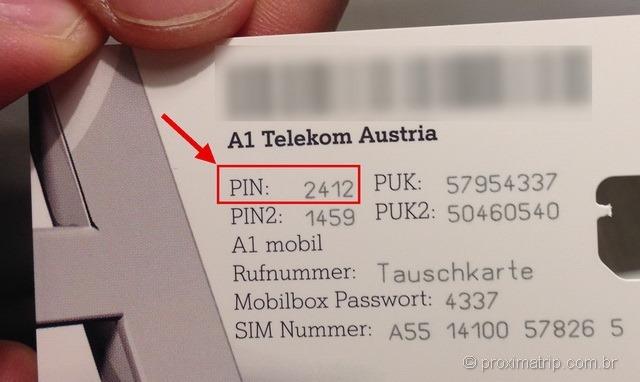 A1 Telekom Austria
PIN: 2412 PUK: 57954337
PIN2: 1459 PUK2: 50460540
A1 mobil
Rufnummer: Tauschkarte
Mobilbox Passwort: 4337
SIM Nummer: A55 14100 57826 5
© proximatrip.com.br